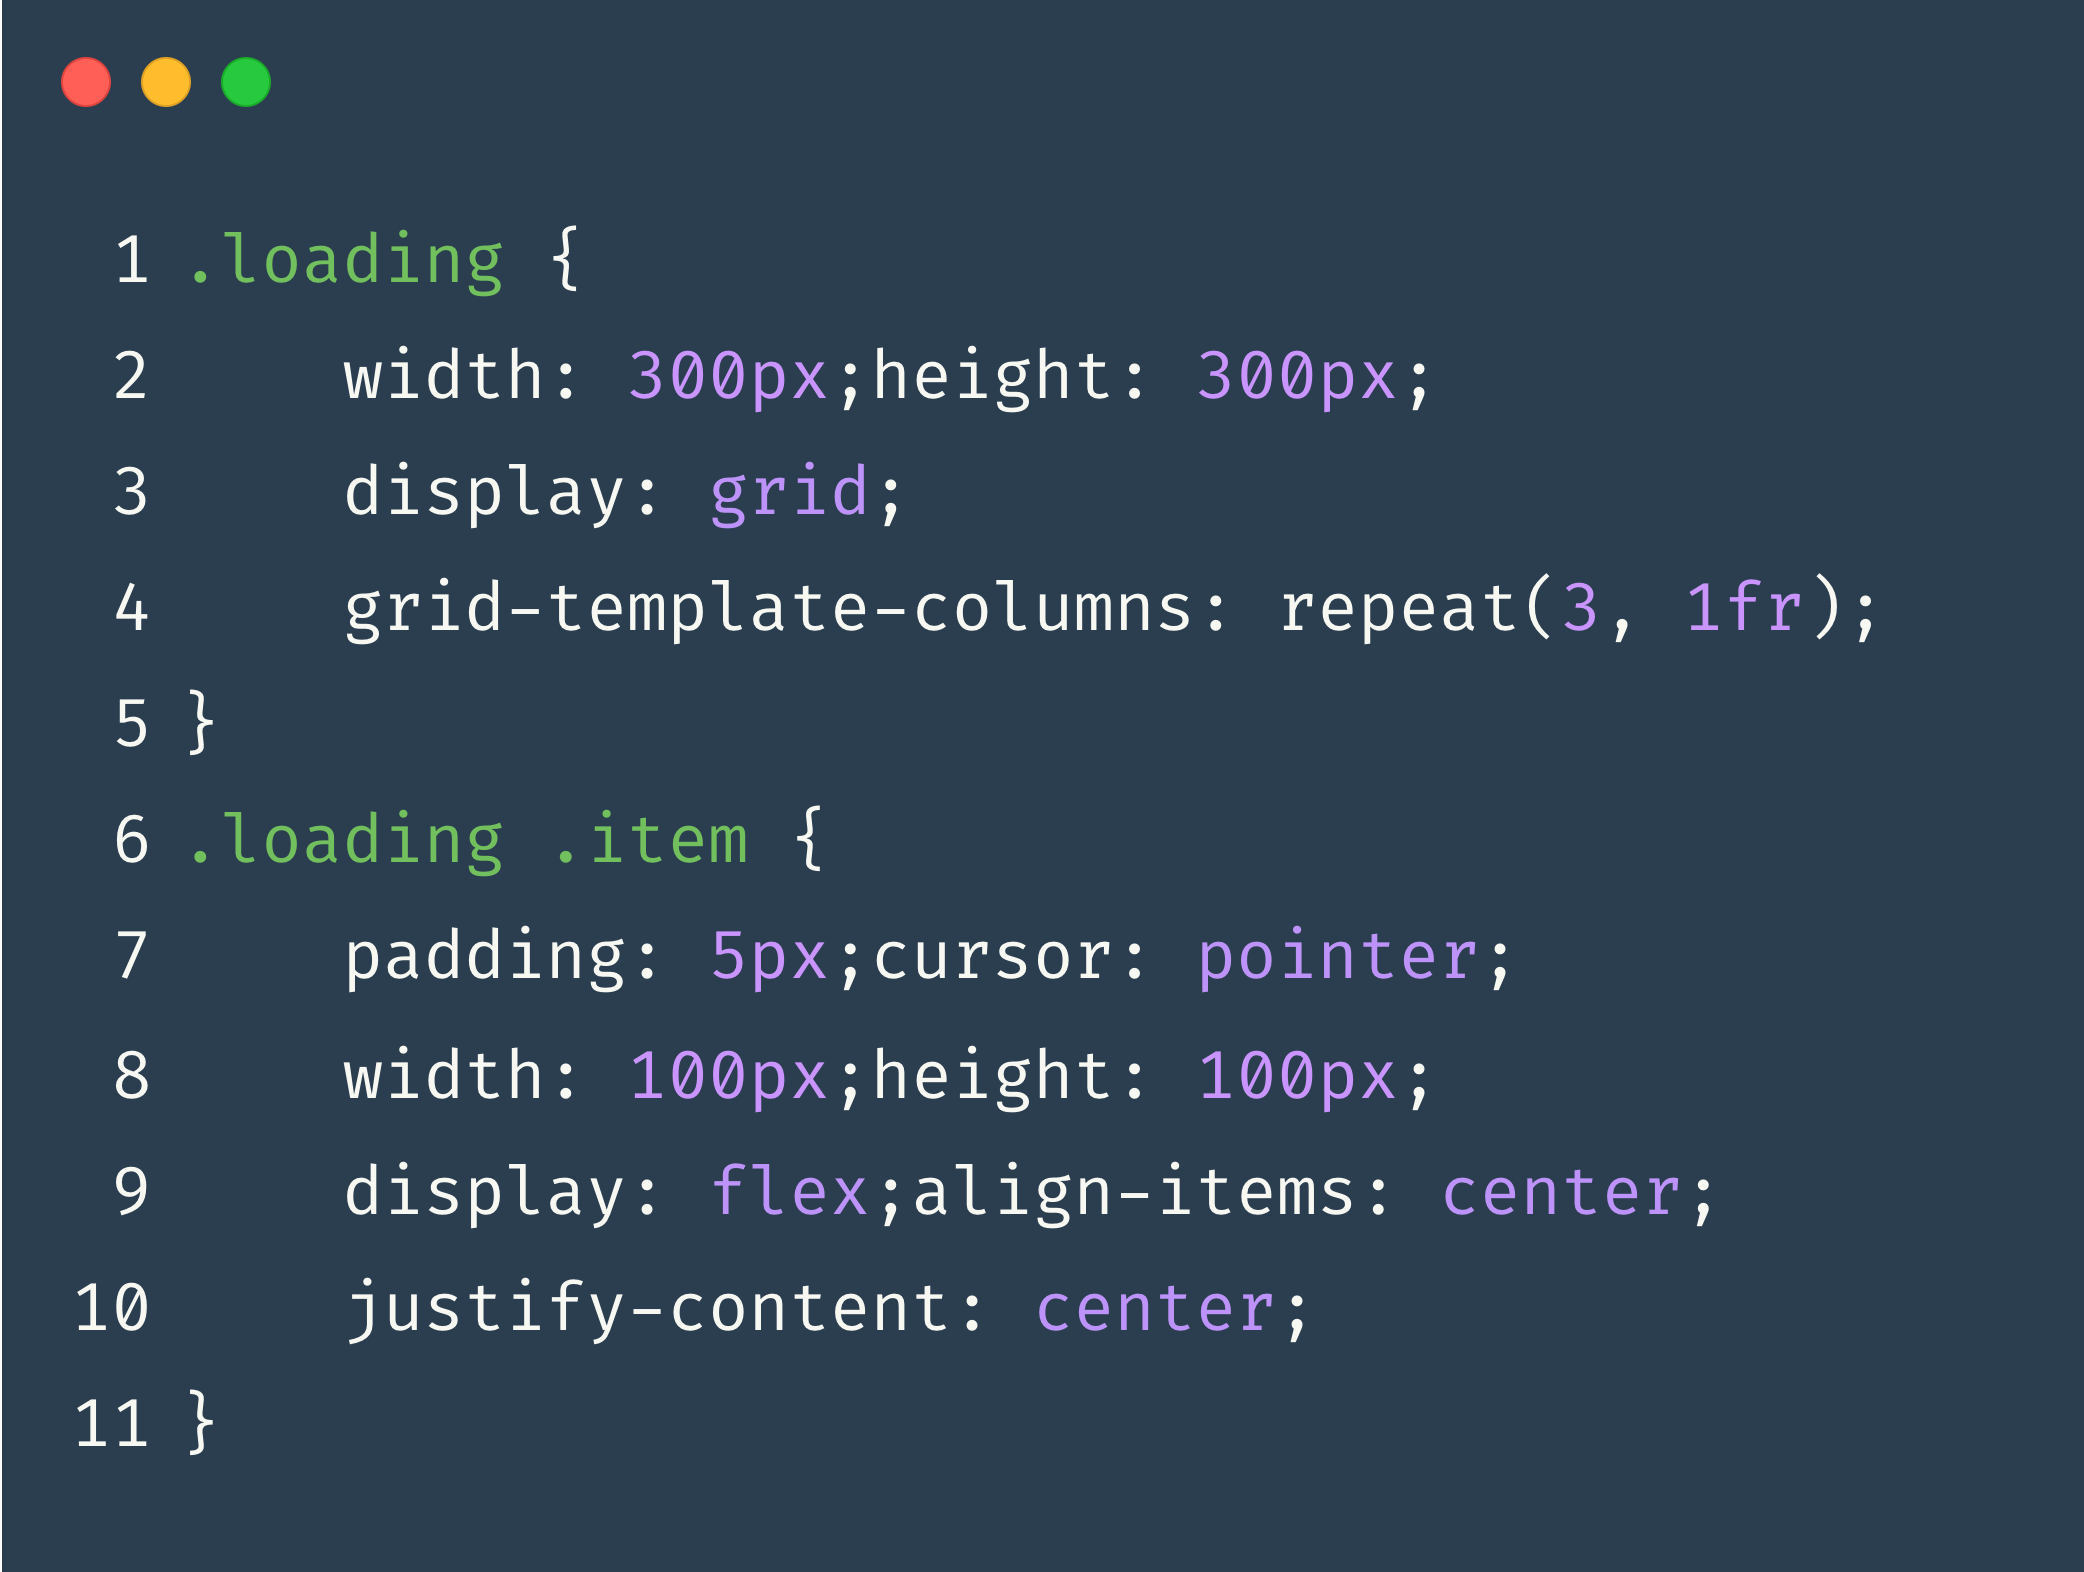 1 .loading {
2     width: 300px;height: 300px;
3     display: grid;
4     grid-template-columns: repeat(3, 1fr);
5 }
6 .loading .item {
7     padding: 5px;cursor: pointer;
8     width: 100px;height: 100px;
9     display: flex;align-items: center;
10     justify-content: center;
11 }